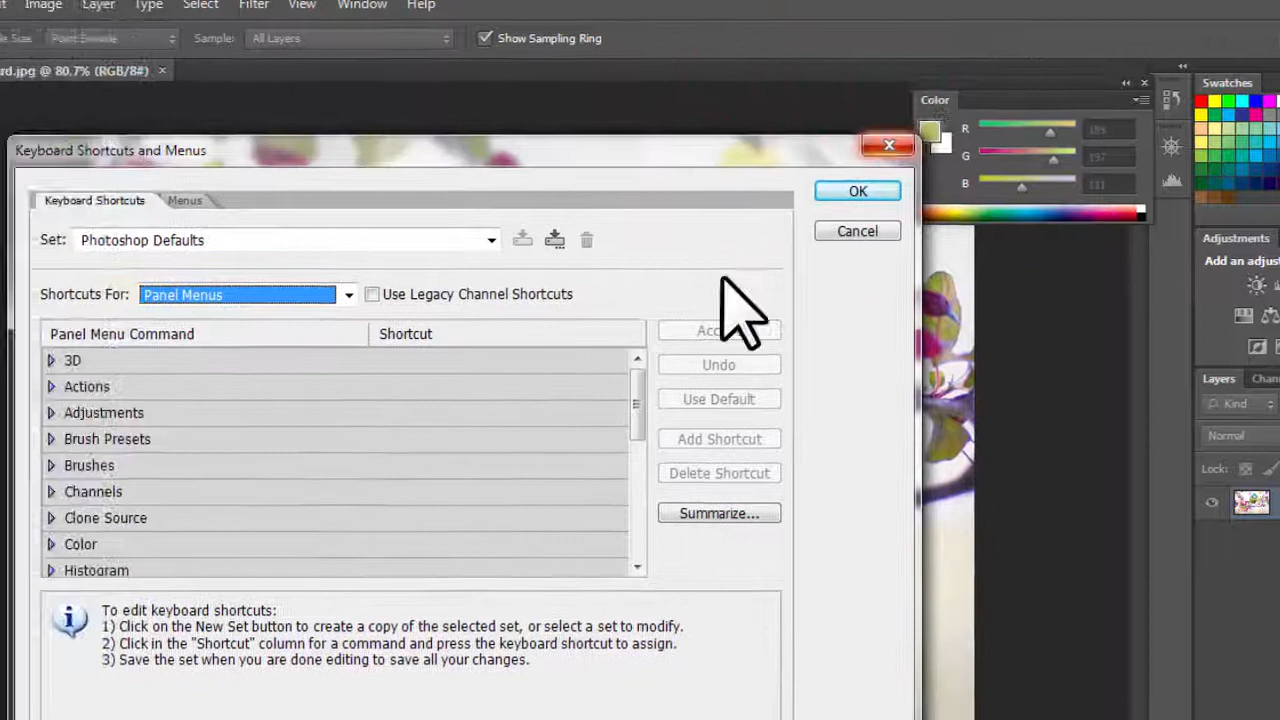 Image Layer Type Select Filter View Window Help
Sample: All Layers Show Sampling Ring
rd.jpg @ 80.7% (RGB/8#)
Color
Swatches
R
G 197
B
Keyboard Shortcuts and Menus
Keyboard Shortcuts Menus
OK
Set: Photoshop Defaults
Cancel
Adjustments
Add an adjus
Shortcuts For: Panel Menus Use Legacy Channel Shortcuts
Panel Menu Command Shortcut
3D
Undo
Actions
Layers Chan
Use Default
Kind
Adjustments
Brush Presets
Add Shortcut
Normal
Brushes
Delete Shortcut
Lock:
Channels
Summarize...
Clone Source
Color
Histogram
To edit keyboard shortcuts:
1) Click on the New Set button to create a copy of the selected set, or select a set to modify.
2) Click in the "Shortcut" column for a command and press the keyboard shortcut to assign.
3) Save the set when you are done editing to save all your changes.